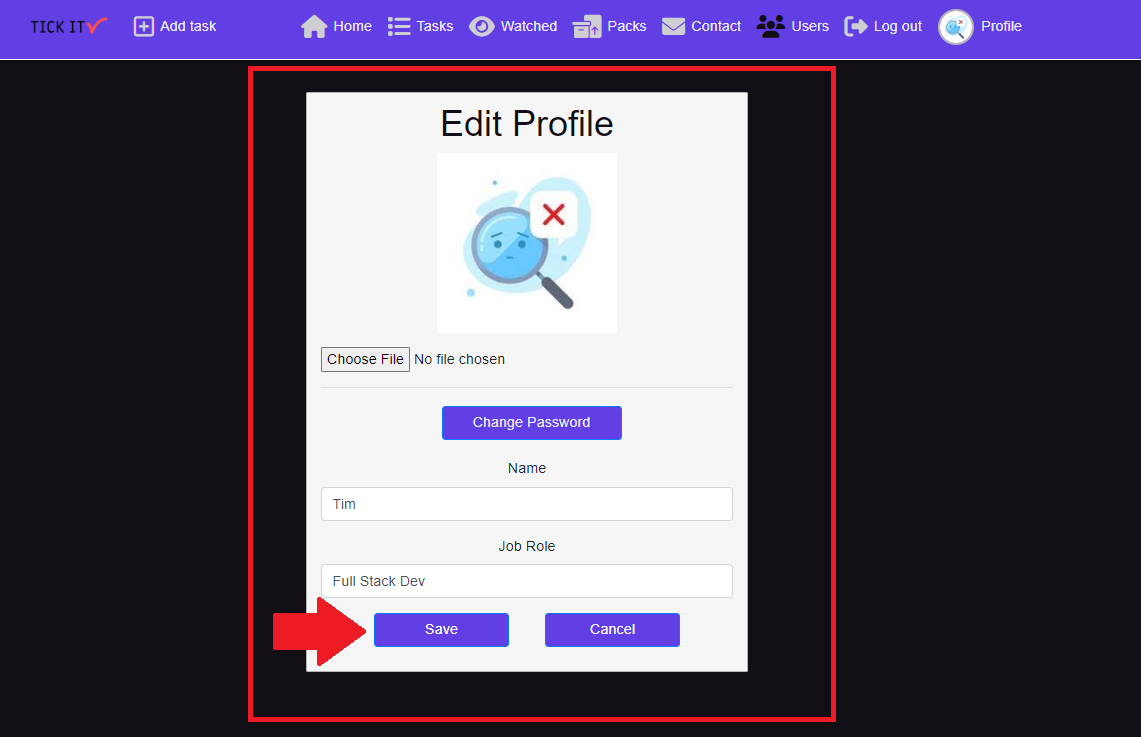 TICK IT Add task Home Tasks Watched Packs Contact Users Log out Profile
Edit Profile
Choose File No file chosen
Change Password
Name
Tim
Job Role
Full Stack Dev
Save Cancel